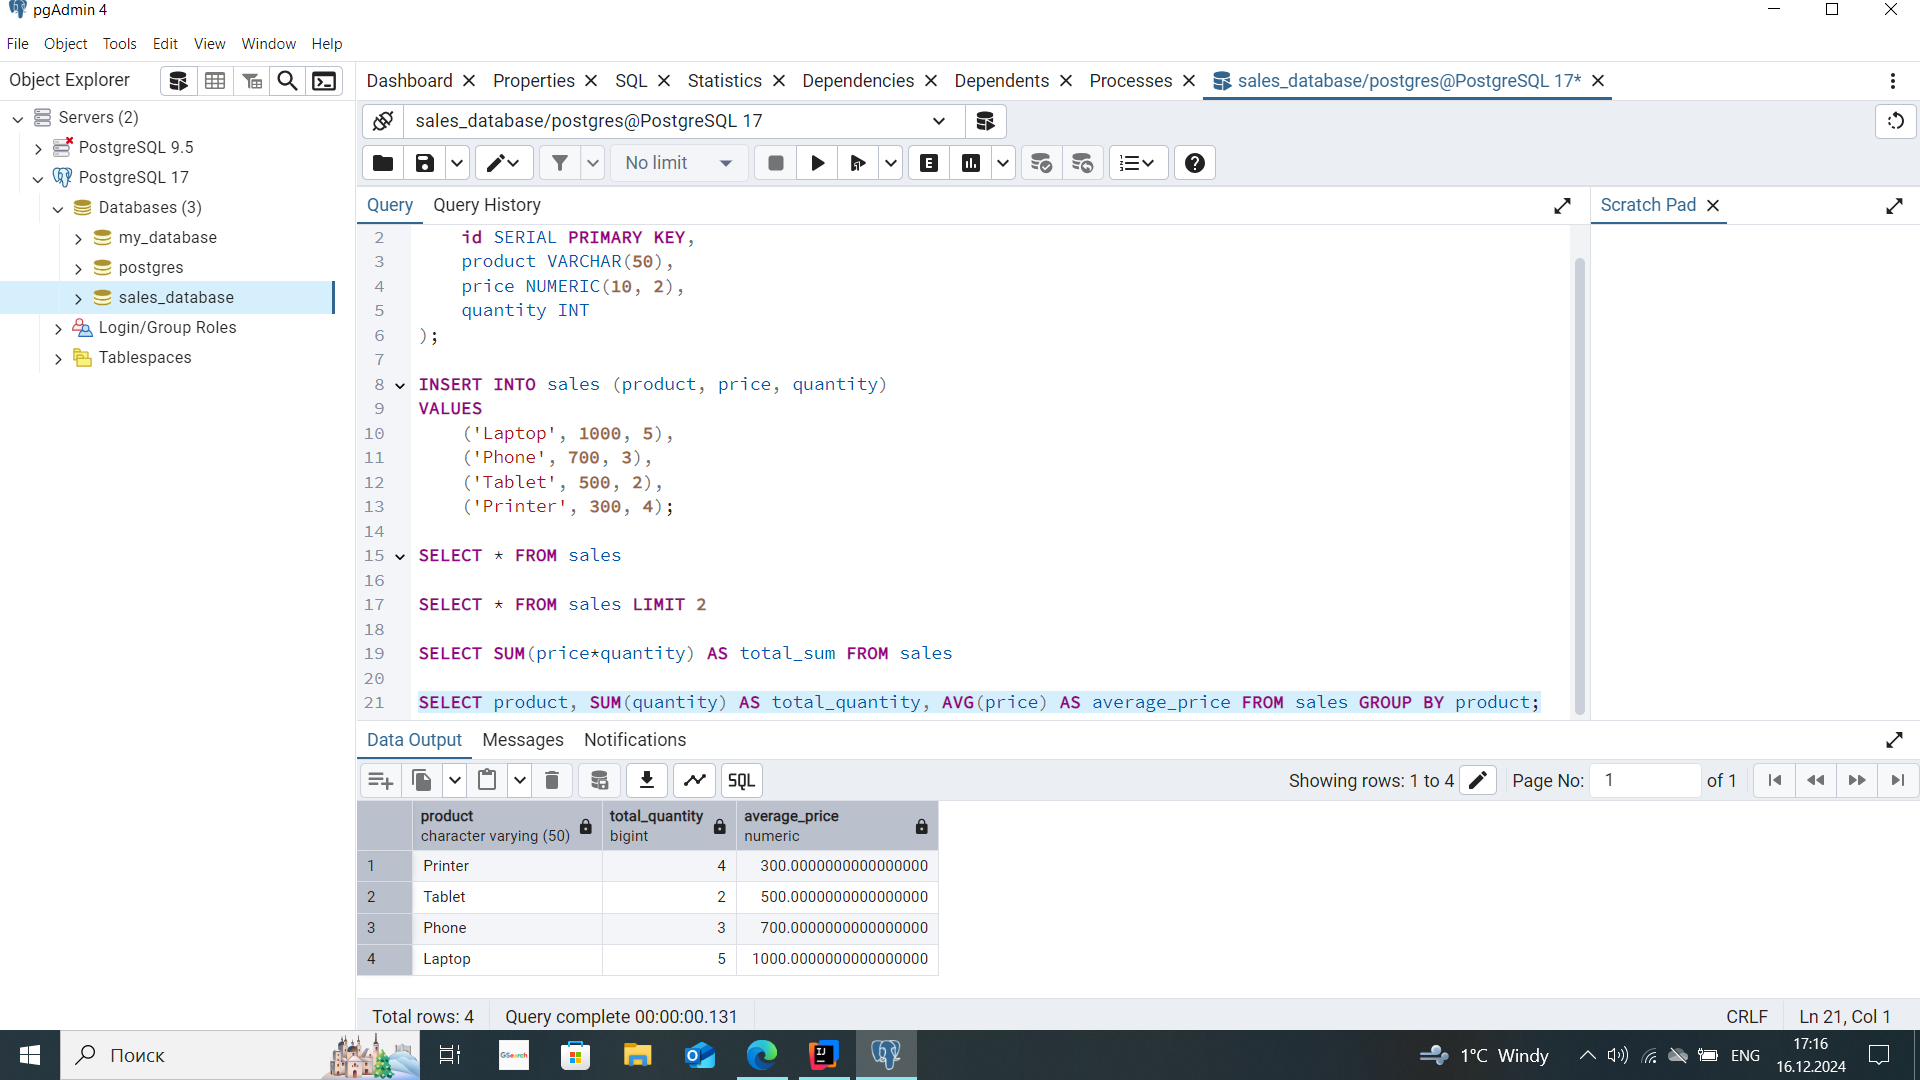 pgAdmin 4
File Object Tools Edit View Window Help
Object Explorer
Dashboard Properties SQL Statistics Dependencies Dependents Processes sales_database/postgres@PostgreSQL 17*
Servers (2)
PostgreSQL 9.5
PostgreSQL 17
Databases (3)
my_database
postgres
sales_database
Login/Group Roles
Tablespaces
sales_database/postgres@PostgreSQL 17
No limit
E
Query Query History
Scratch Pad
2 id SERIAL PRIMARY KEY,
3 product VARCHAR(50),
4 price NUMERIC(10, 2),
5 quantity INT
6 );
7
8 INSERT INTO sales (product, price, quantity)
9 VALUES
10 ('Laptop', 1000, 5),
11 ('Phone', 700, 3),
12 ('Tablet', 500, 2),
13 ('Printer', 300, 4);
14
15 SELECT * FROM sales
16
17 SELECT * FROM sales LIMIT 2
18
19 SELECT SUM(price*quantity) AS total_sum FROM sales
20
21 SELECT product, SUM(quantity) AS total_quantity, AVG(price) AS average_price FROM sales GROUP BY product;
Data Output Messages Notifications
SQL Showing rows: 1 to 4 Page No: 1 of 1
product total_quantity average_price
character varying (50) bigint numeric
1 Printer 4 300.0000000000000000
2 Tablet 2 500.0000000000000000
3 Phone 3 700.0000000000000000
4 Laptop 5 1000.0000000000000000
Total rows: 4 Query complete 00:00:00.131 CRLF Ln 21, Col 1
Поиск GSearch IJ 1°C Windy ENG 17:16
16.12.2024